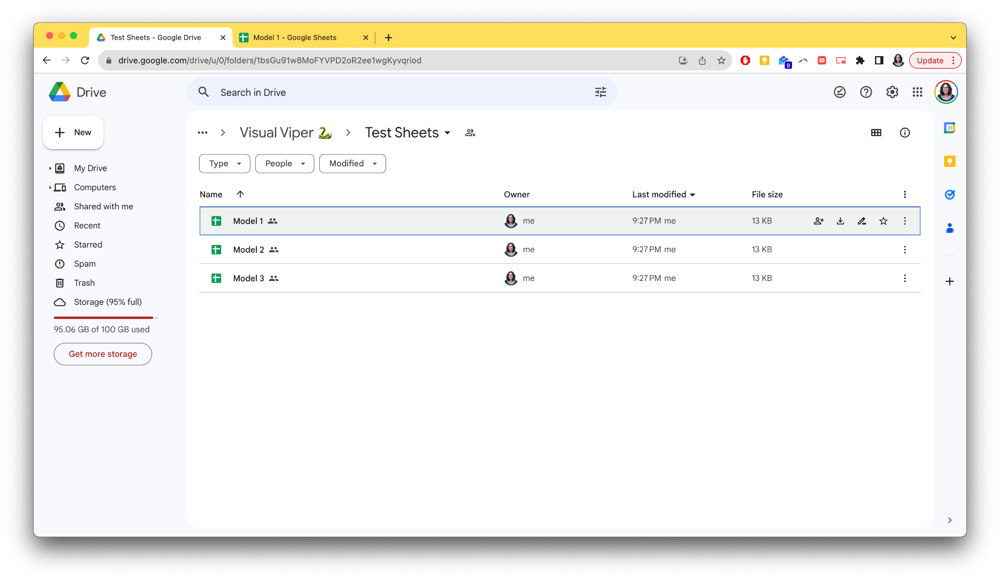 Test Sheets - Google Drive
Model 1 - Google Sheets
drive.google.com/drive/u/0/folders/1bsGu91w8MoFYVPD2oR2ee1wgKyvqriod
9
Update
Drive
Search in Drive
New
Visual Viper 🐍 Test Sheets
31
Type People Modified
My Drive
Computers
Shared with me
Recent
Starred
Spam
Trash
Storage (95% full)
95.06 GB of 100 GB used
Get more storage
Name Owner Last modified File size
Model 1 me 9:27 PM me 13 KB
Model 2 me 9:27 PM me 13 KB
Model 3 me 9:27 PM me 13 KB